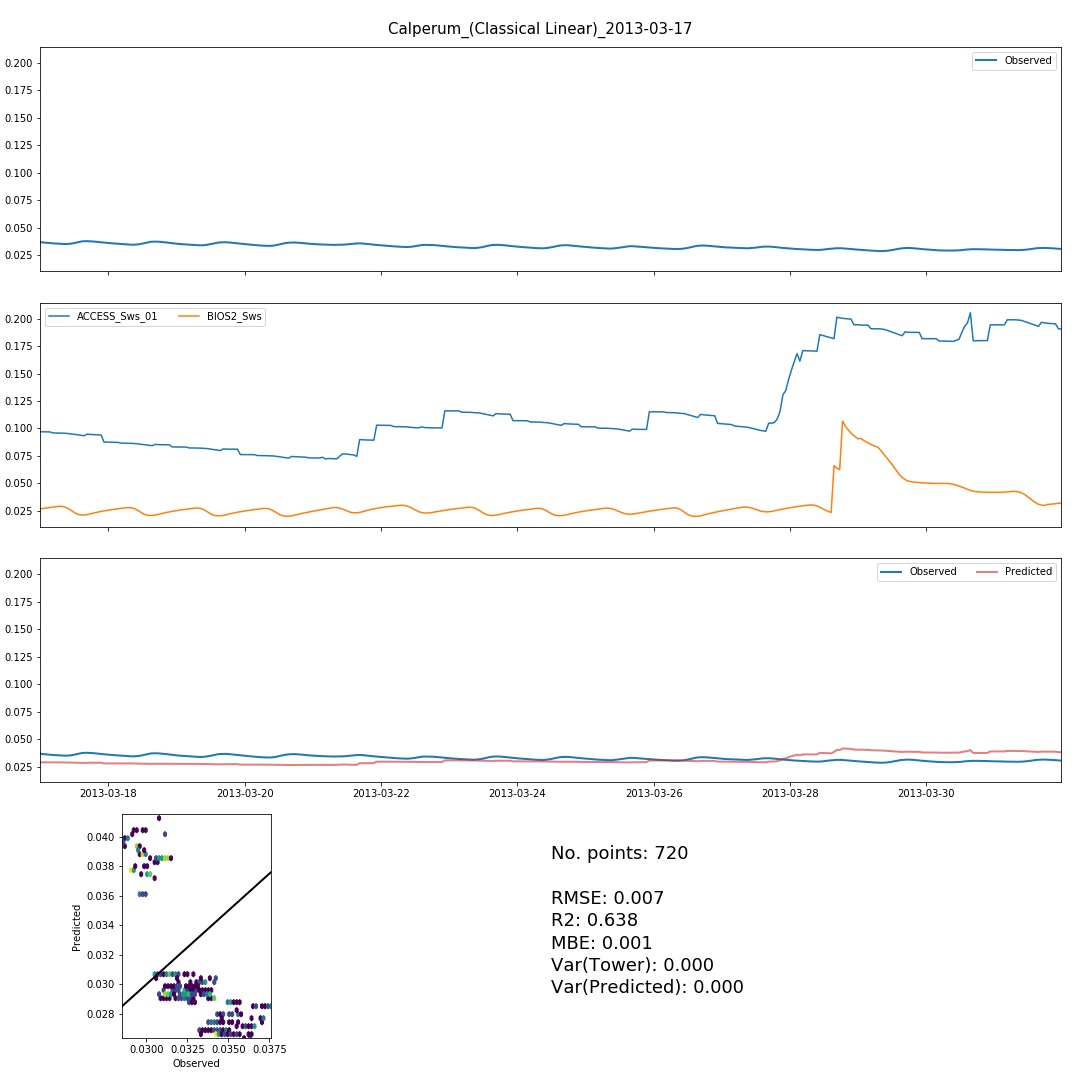 Calperum_(Classical Linear)_2013-03-17
0.200
0.175
0.150
0.125
0.100
0.075
0.050
0.025
Observed
0.200
0.175
0.150
0.125
0.100
0.075
0.050
0.025
ACCESS_Sws_01 BIOS2_Sws
0.200
0.175
0.150
0.125
0.100
0.075
0.050
0.025
Observed Predicted
2013-03-18 2013-03-20 2013-03-22 2013-03-24 2013-03-26 2013-03-28 2013-03-30
Predicted
0.040
0.038
0.036
0.034
0.032
0.030
0.028
0.0300 0.0325 0.0350 0.0375
Observed
No. points: 720
RMSE: 0.007
R2: 0.638
MBE: 0.001
Var(Tower): 0.000
Var(Predicted): 0.000